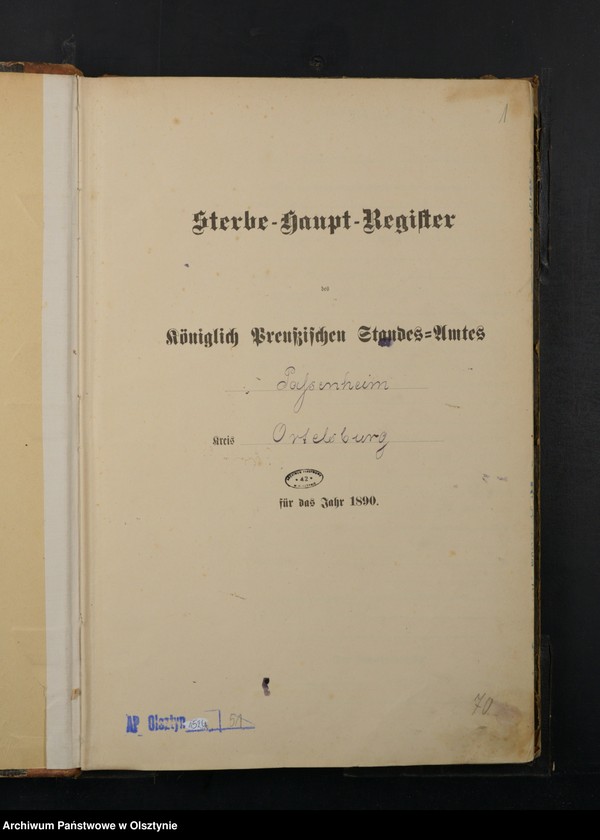 1
Sterbe-Haupt-Register
des
Königlich Preußischen Standes-Amtes
Passenheim
Kreis Ortelsburg
42
für das Jahr 1890.
70
AP Olsztyn 51
Archiwum Państwowe w Olsztynie